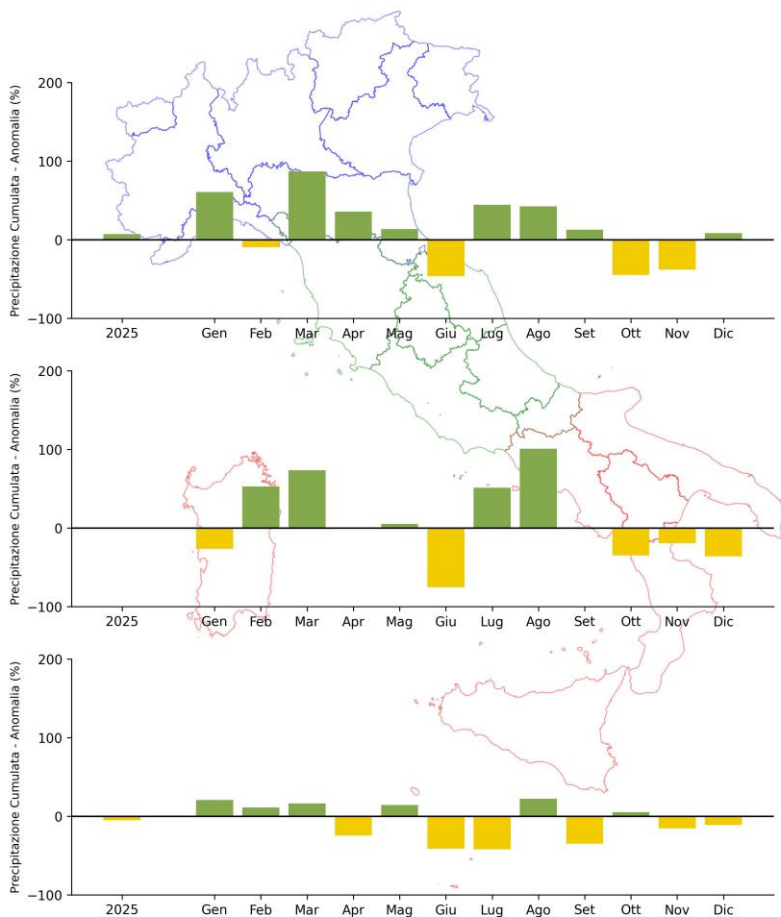 Precipitazione Cumulata - Anomalia (%)
200
100
0
−100
2025 Gen Feb Mar Apr Mag Giu Lug Ago Set Ott Nov Dic
Precipitazione Cumulata - Anomalia (%)
200
100
0
−100
2025 Gen Feb Mar Apr Mag Giu Lug Ago Set Ott Nov Dic
Precipitazione Cumulata - Anomalia (%)
200
100
0
−100
2025 Gen Feb Mar Apr Mag Giu Lug Ago Set Ott Nov Dic